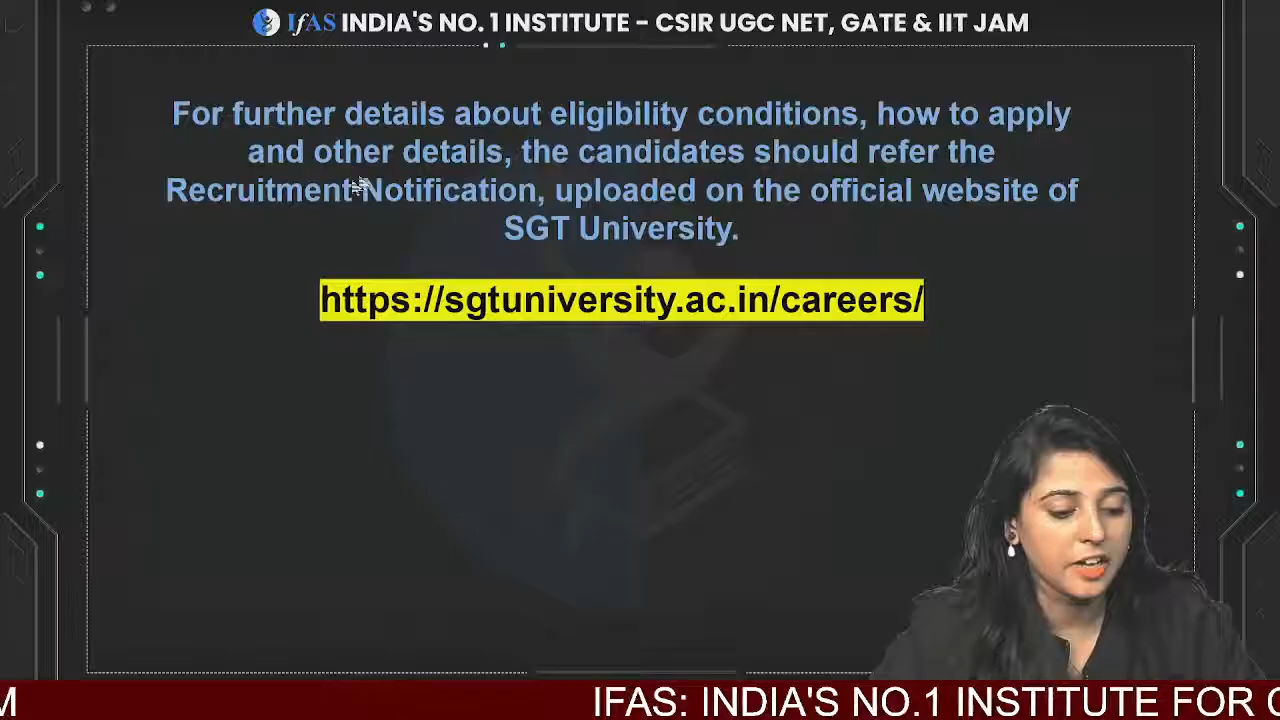 IfAS INDIA'S NO. 1 INSTITUTE - CSIR UGC NET, GATE & IIT JAM
For further details about eligibility conditions, how to apply
and other details, the candidates should refer the
Recruitment Notification, uploaded on the official website of
SGT University.
https://sgtuniversity.ac.in/careers/
M IFAS: INDIA'S NO.1 INSTITUTE FOR C